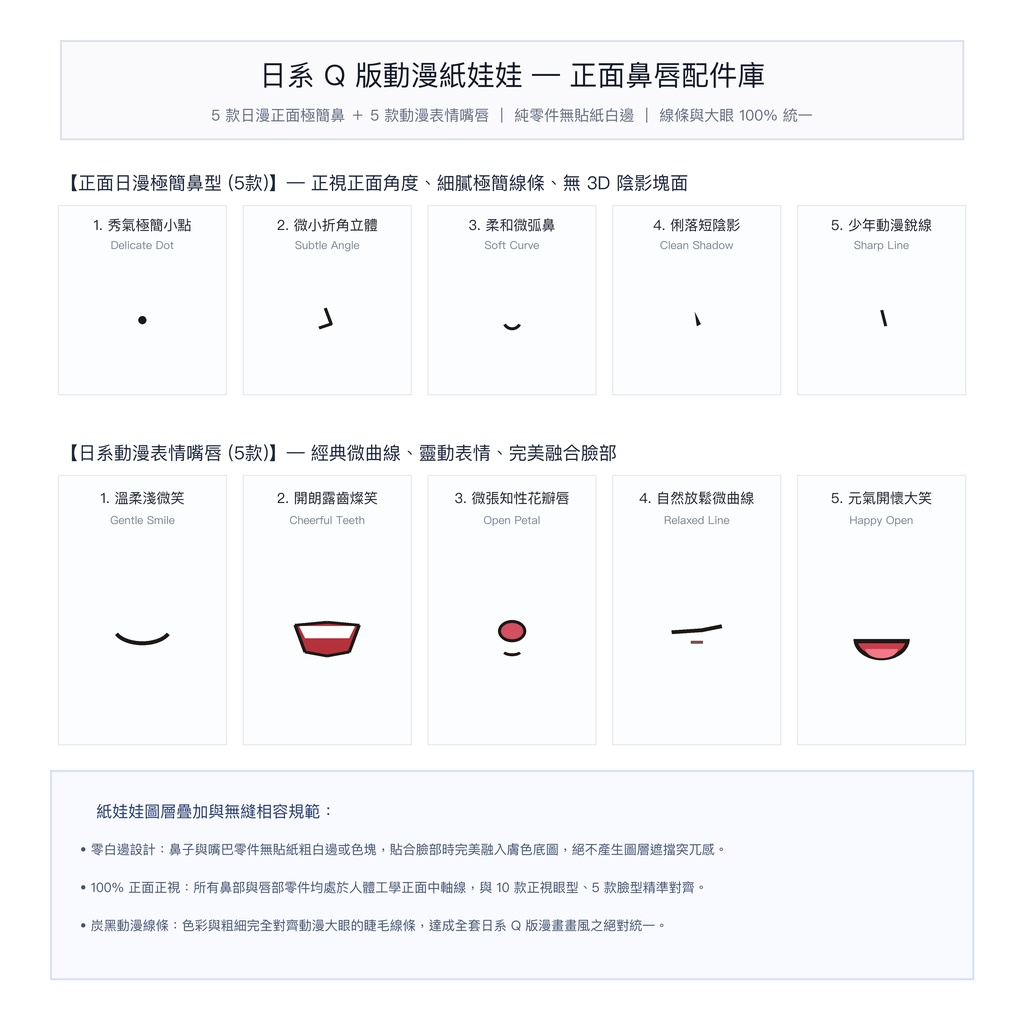 日系 Q 版動漫紙娃娃 — 正面鼻唇配件庫
5 款日漫正面極簡鼻 + 5 款動漫表情嘴唇 | 純零件無貼紙白邊 | 線條與大眼 100% 統一
【正面日漫極簡鼻型 (5款)】— 正視正面角度、細膩極簡線條、無 3D 陰影塊面
1. 秀氣極簡小點
Delicate Dot
2. 微小折角立體
Subtle Angle
3. 柔和微弧鼻
Soft Curve
4. 俐落短陰影
Clean Shadow
5. 少年動漫銳線
Sharp Line
【日系動漫表情嘴唇 (5款)】— 經典微曲線、靈動表情、完美融合臉部
1. 溫柔淺微笑
Gentle Smile
2. 開朗露齒燦笑
Cheerful Teeth
3. 微張知性花瓣唇
Open Petal
4. 自然放鬆微曲線
Relaxed Line
5. 元氣開懷大笑
Happy Open
紙娃娃圖層疊加與無縫相容規範：
• 零白邊設計：鼻子與嘴巴零件無貼紙粗白邊或色塊，貼合臉部時完美融入膚色底圖，絕不產生圖層遮擋突兀感。
• 100% 正面正視：所有鼻部與唇部零件均處於人體工學正面中軸線，與 10 款正視眼型、5 款臉型精準對齊。
• 炭黑動漫線條：色彩與粗細完全對齊動漫大眼的睫毛線條，達成全套日系 Q 版漫畫畫風之絕對統一。